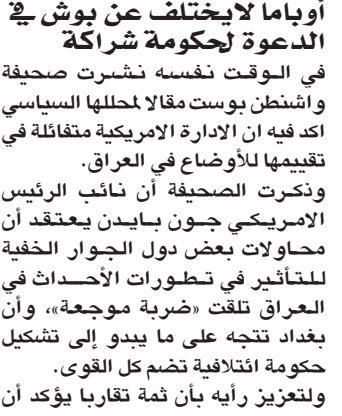 أوباما لايختلف عن بوش في
الدعوة لحكومة شراكة
في الوقت نفسه نشرت صحيفة
واشنطن بوست مقالا لمحللها السياسي
اكد فيه ان الادارة الامريكية متفائلة في
تقييمها للأوضاع في العراق.
وذكرت الصحيفة أن نائب الرئيس
الامريكي جون بايدن يعتقد أن
محاولات بعض دول الجوار الخفية
للتأثير في تطورات الأحداث في
العراق تلقت «ضربة موجعة»، وأن
بغداد تتجه على ما يبدو إلى تشكيل
حكومة ائتلافية تضم كل القوى.
ولتعزيز رأيه بأن ثمة تقاربا يؤكد أن